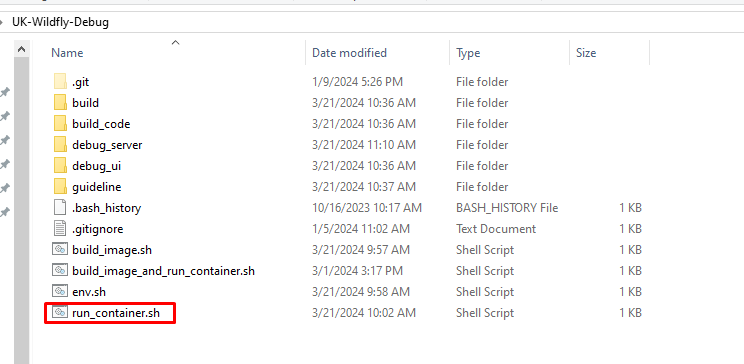 UK-Wildfly-Debug
Name Date modified Type Size
.git 1/9/2024 5:26 PM File folder
build 3/21/2024 10:36 AM File folder
build_code 3/21/2024 10:36 AM File folder
debug_server 3/21/2024 11:10 AM File folder
debug_ui 3/21/2024 10:36 AM File folder
guideline 3/21/2024 10:37 AM File folder
.bash_history 10/16/2023 10:17 AM BASH_HISTORY File 1 KB
.gitignore 1/5/2024 11:02 AM Text Document 1 KB
build_image.sh 3/21/2024 9:57 AM Shell Script 1 KB
build_image_and_run_container.sh 3/1/2024 3:17 PM Shell Script 1 KB
env.sh 3/21/2024 9:58 AM Shell Script 1 KB
run_container.sh 3/21/2024 10:02 AM Shell Script 1 KB